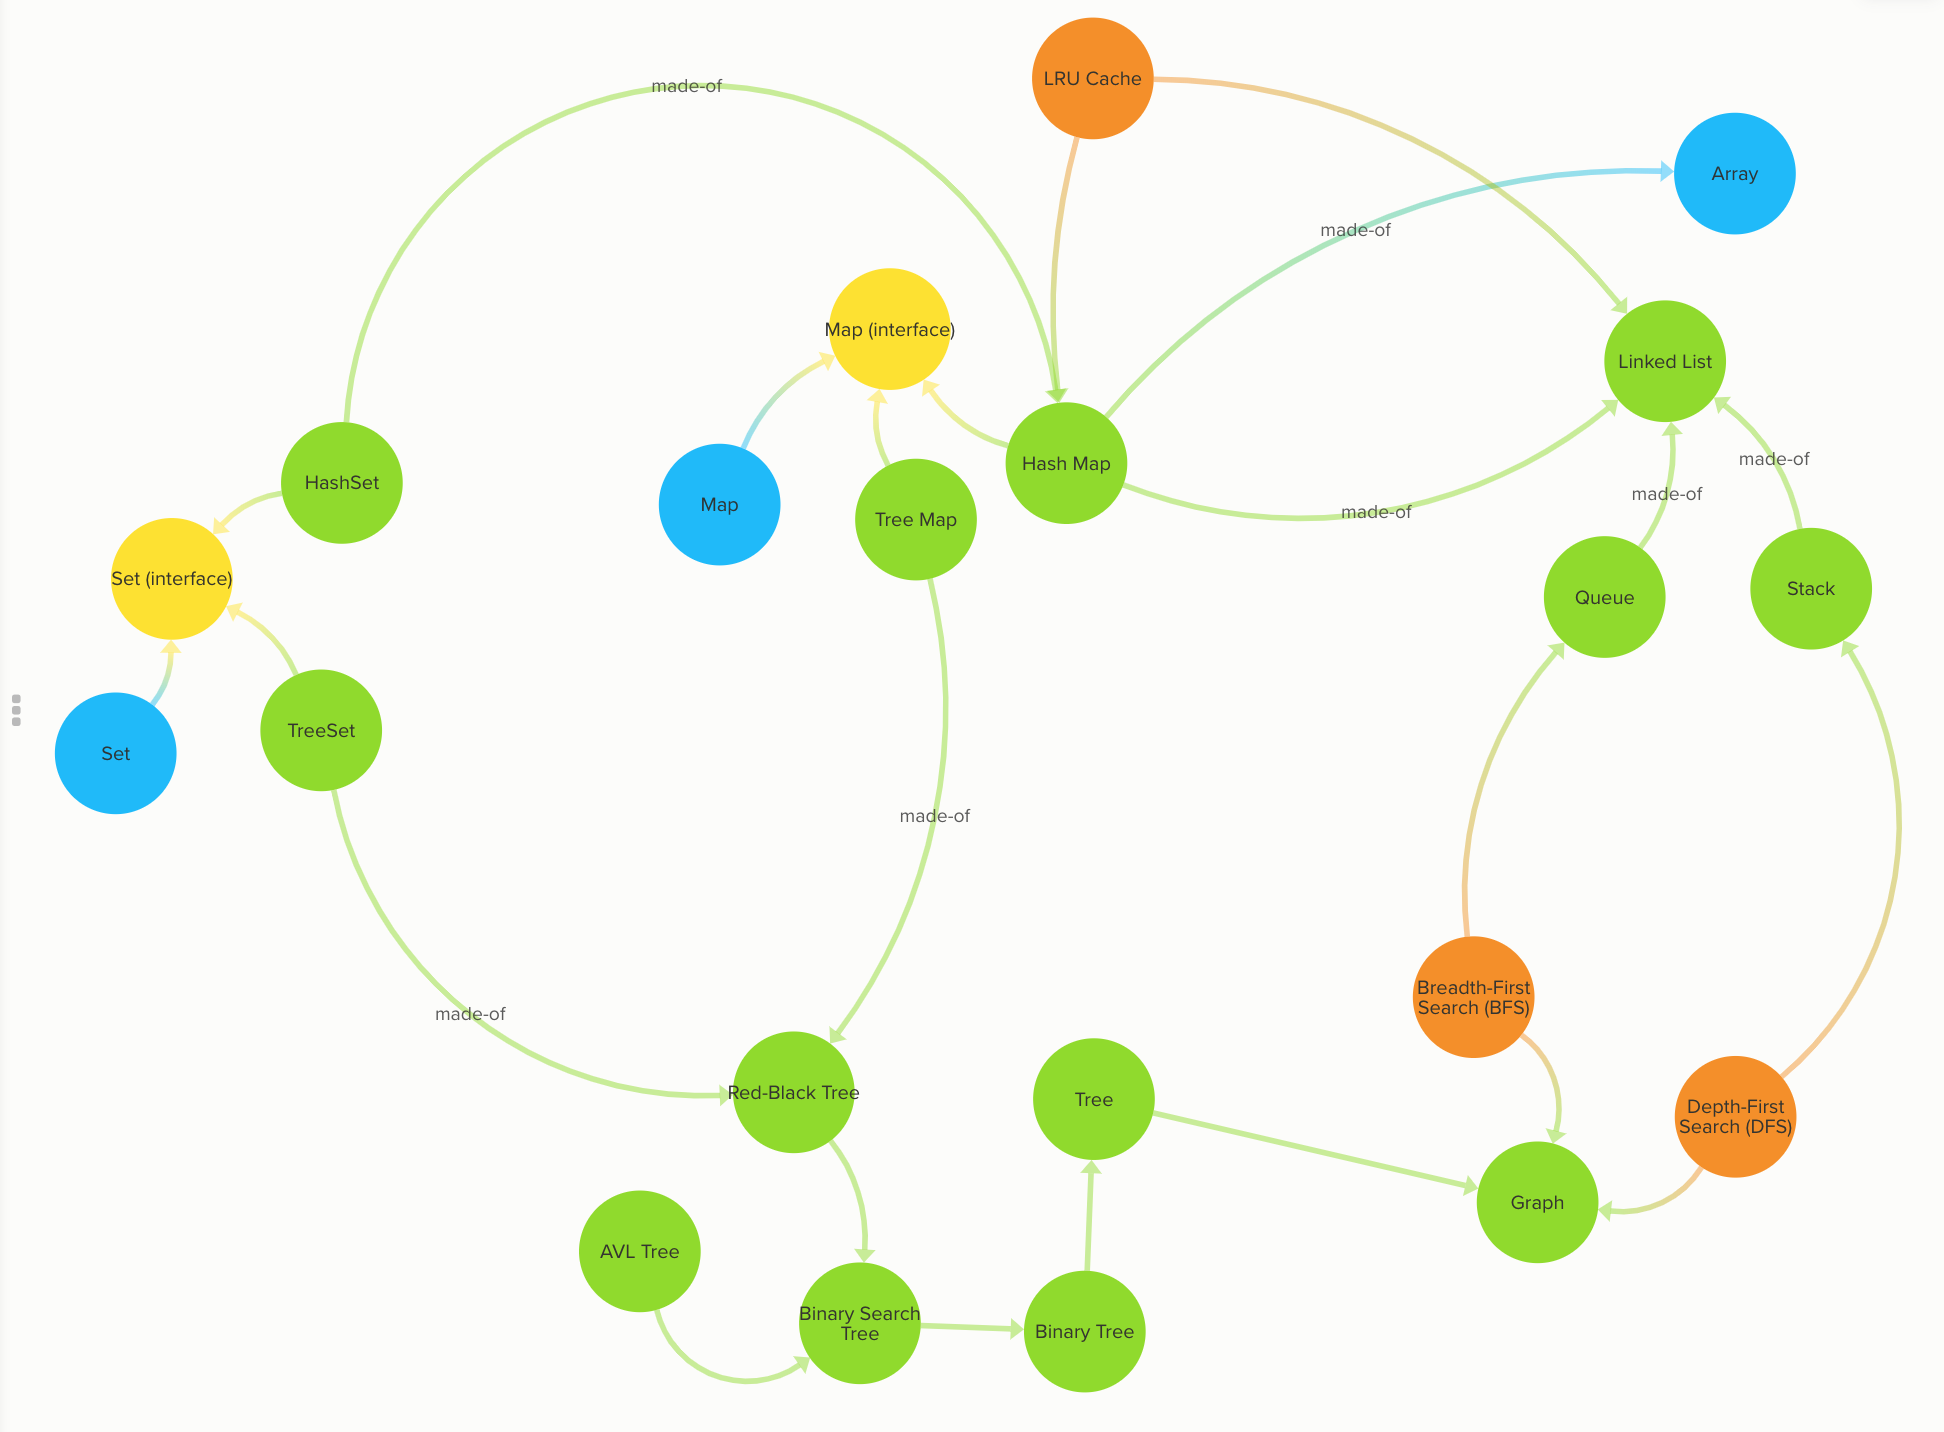 LRU Cache
made-of
Array
made-of
Map (interface)
Linked List
Hash Map
made-of
HashSet
Map
Tree Map
made-of
made-of
Set (interface)
Queue
Stack
TreeSet
Set
made-of
Breadth-First
Search (BFS)
made-of
Red-Black Tree
Tree
Depth-First
Search (DFS)
Graph
AVL Tree
Binary Search
Tree
Binary Tree